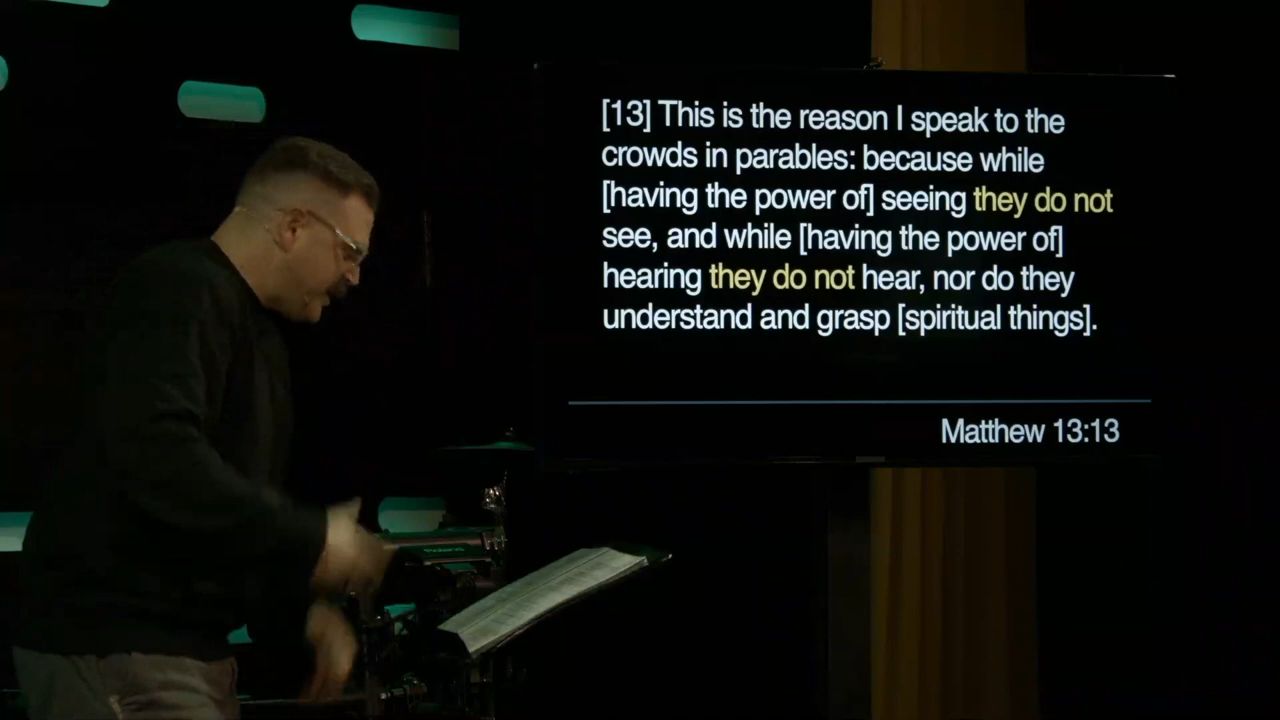 [13] This is the reason I speak to the
crowds in parables: because while
[having the power of] seeing they do not
see, and while [having the power of]
hearing they do not hear, nor do they
understand and grasp [spiritual things].
Matthew 13:13
Roland